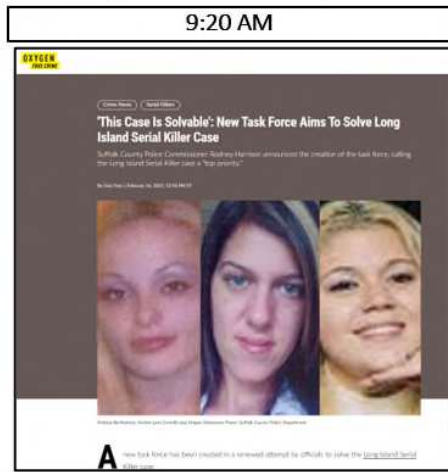 9:20 AM
OXYGEN
TRUE CRIME
Crime News
Serial Killers
'This Case Is Solvable': New Task Force Aims To Solve Long
Island Serial Killer Case
Suffolk County Police Commissioner Rodney Harrison announced the creation of the task force, calling
the Long Island Serial Killer case a "top priority."
A new task force has been created in a renewed attempt by officials to solve the Long Island Serial
Killer case.